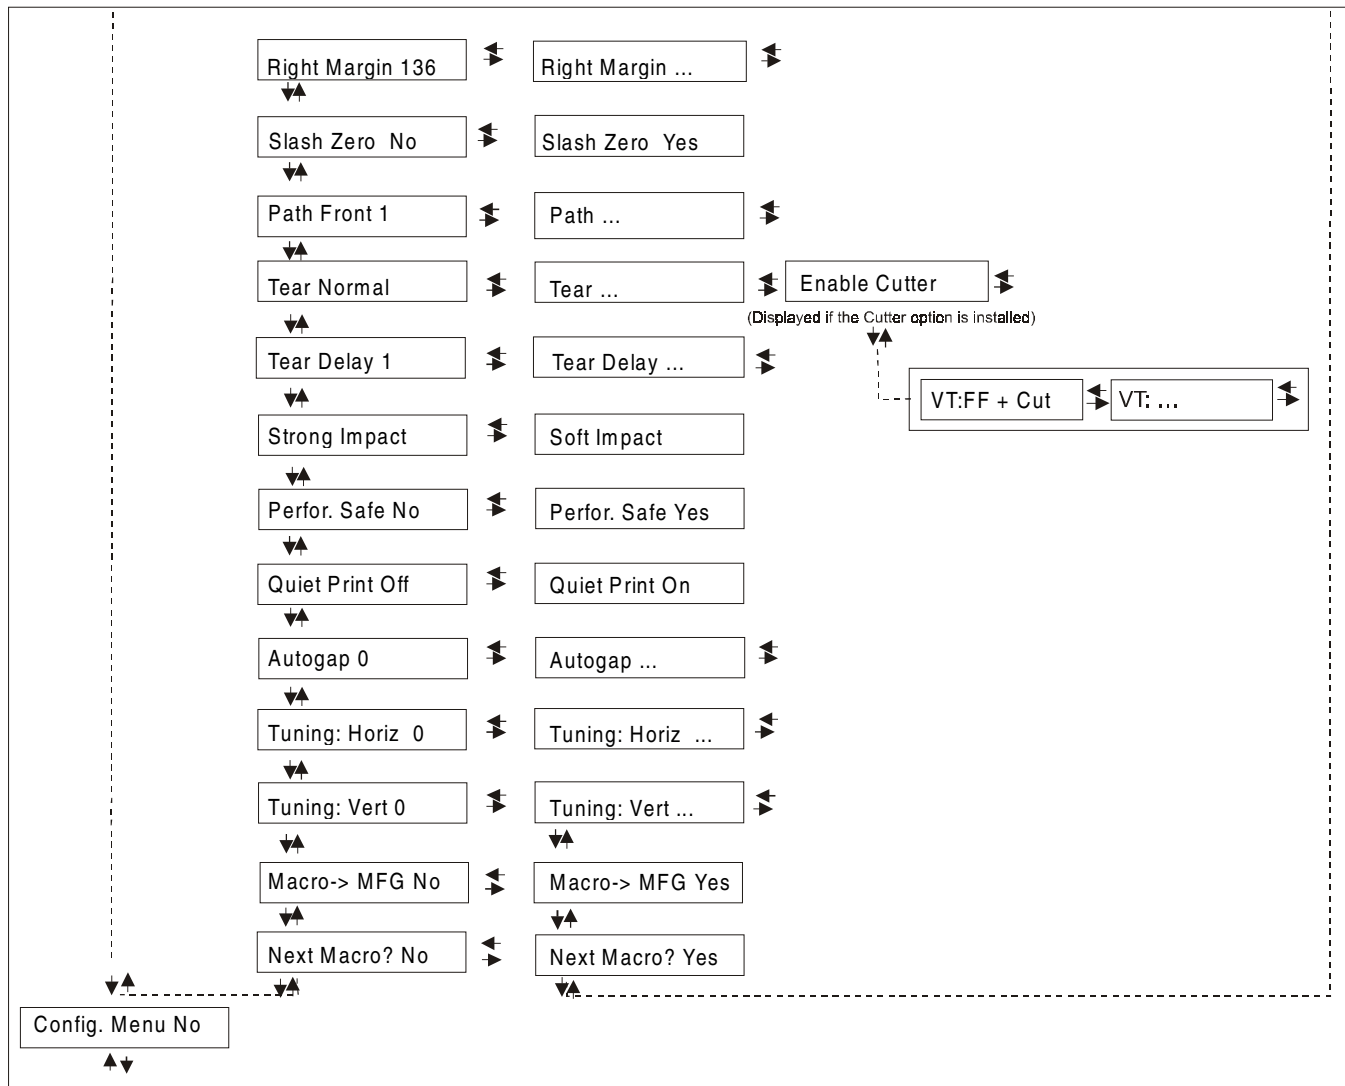 Right Margin 136
Right Margin ...
Slash Zero No
Slash Zero Yes
Path Front 1
Path ...
Tear Normal
Tear ...
Enable Cutter
(Displayed if the Cutter option is installed)
Tear Delay 1
Tear Delay ...
VT:FF + Cut
VT: ...
Strong Impact
Soft Impact
Perfor. Safe No
Perfor. Safe Yes
Quiet Print Off
Quiet Print On
Autogap 0
Autogap ...
Tuning: Horiz 0
Tuning: Horiz ...
Tuning: Vert 0
Tuning: Vert ...
Macro-> MFG No
Macro-> MFG Yes
Next Macro? No
Next Macro? Yes
Config. Menu No